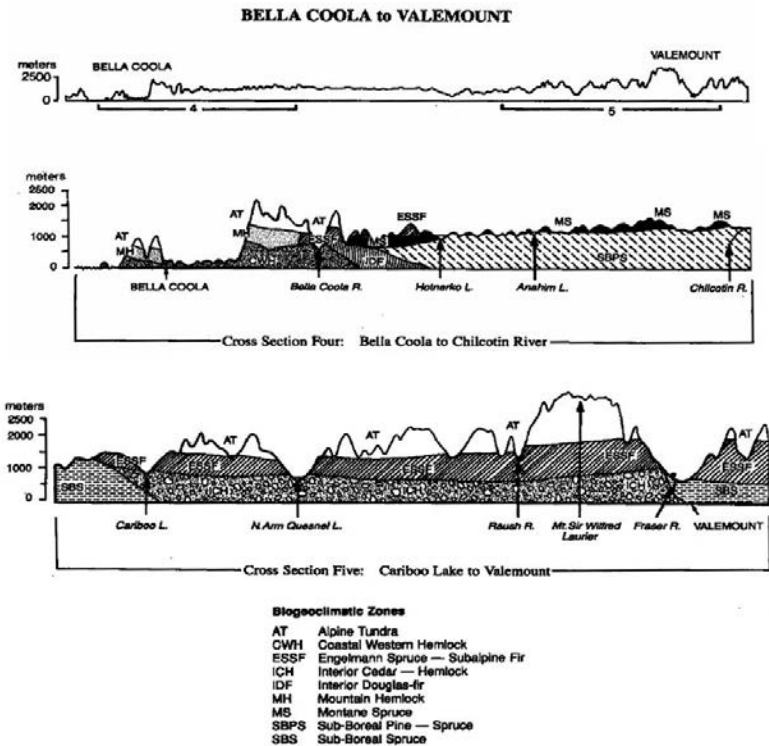 BELLA COOLA to VALEMOUNT
meters
2500
0
BELLA COOLA
VALEMOUNT
4
5
meters
2500
2000
1000
0
AT
MH
AT
MH
CWH
AT
ESSF
MS
IDF
ESSF
MS
MS
MS
SBPS
BELLA COOLA
Bella Coola R.
Hotnarko L.
Anahim L.
Chilcotin R.
Cross Section Four: Bella Coola to Chilcotin River
meters
2500
2000
1000
0
SBS
ESSF
AT
ESSF
ICH
AT
ESSF
ICH
AT
ESSF
ICH
AT
ESSF
SBS
Cariboo L.
N.Arm Quesnel L.
Raush R.
Mt.Sir Wilfred
Laurier
Fraser R.
VALEMOUNT
Cross Section Five: Cariboo Lake to Valemount
Biogeoclimatic Zones
AT Alpine Tundra
CWH Coastal Western Hemlock
ESSF Engelmann Spruce — Subalpine Fir
ICH Interior Cedar — Hemlock
IDF Interior Douglas-fir
MH Mountain Hemlock
MS Montane Spruce
SBPS Sub-Boreal Pine — Spruce
SBS Sub-Boreal Spruce